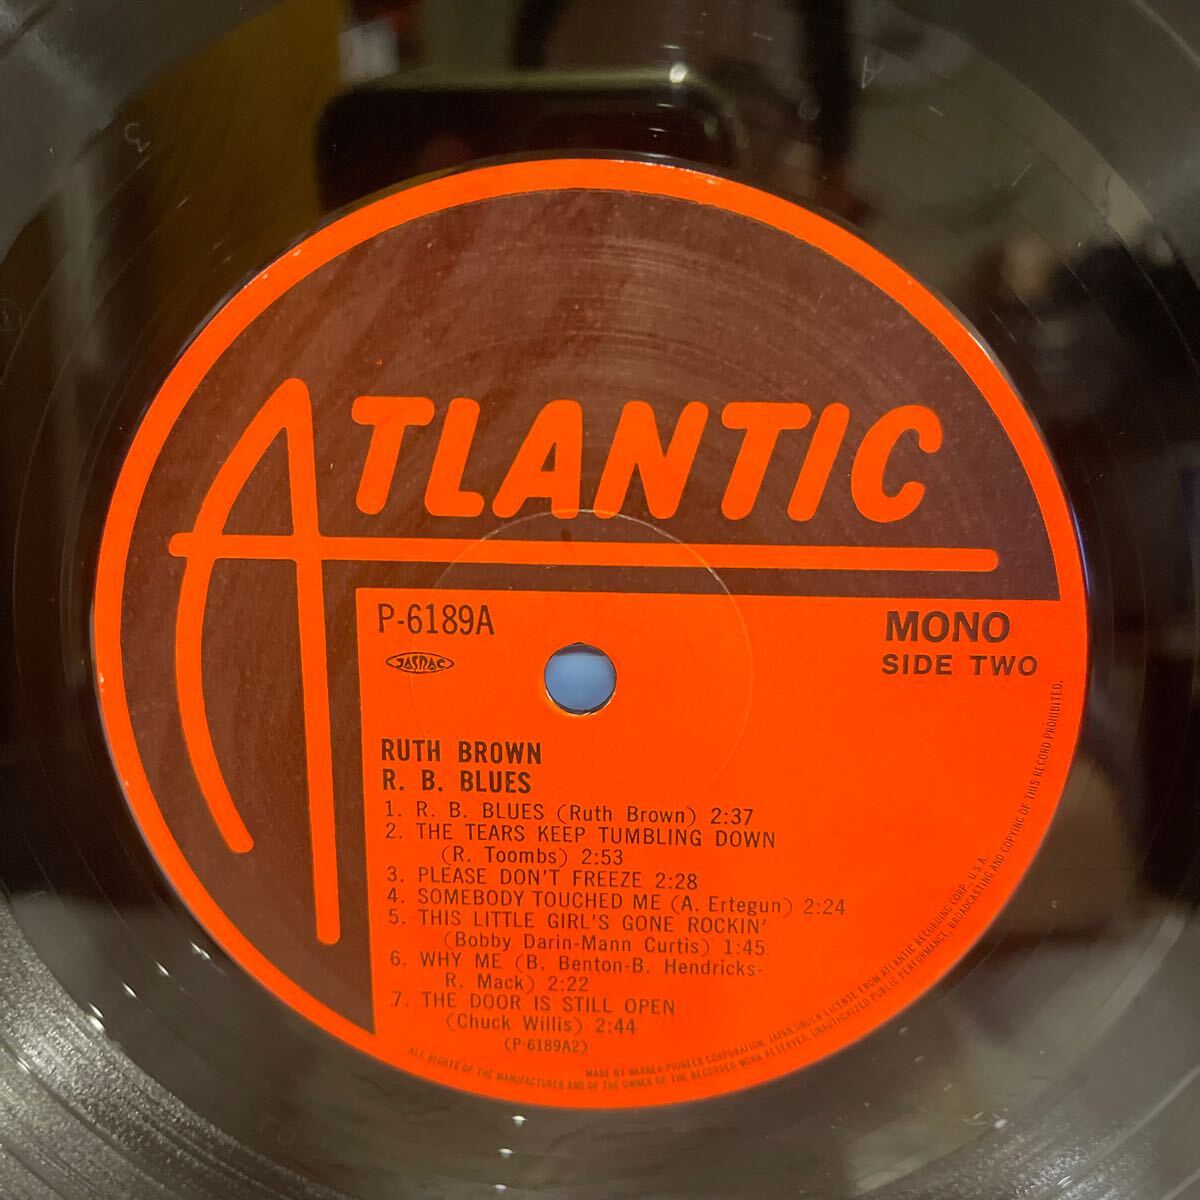 ATLANTIC
P-6189A
MONO
JASRAC
SIDE TWO
RUTH BROWN
R. B. BLUES
1. R. B. BLUES (Ruth Brown) 2:37
2. THE TEARS KEEP TUMBLING DOWN
(R. Toombs) 2:53
3. PLEASE DON'T FREEZE 2:28
4. SOMEBODY TOUCHED ME (A. Ertegun) 2:24
5. THIS LITTLE GIRL'S GONE ROCKIN'
(Bobby Darin-Mann Curtis) 1:45
6. WHY ME (B. Benton-B. Hendricks-
R. Mack) 2:22
7. THE DOOR IS STILL OPEN
(Chuck Willis) 2:44
(P-6189A2)
MADE BY WARNER-PIONEER CORPORATION, JAPAN UNDER LICENSE FROM ATLANTIC RECORDING CORP., U.S.A.
ALL RIGHTS OF THE MANUFACTURER AND OF THE OWNER OF THE RECORDED WORK RESERVED. UNAUTHORIZED PUBLIC PERFORMANCE, BROADCASTING AND COPYING OF THIS RECORD PROHIBITED.